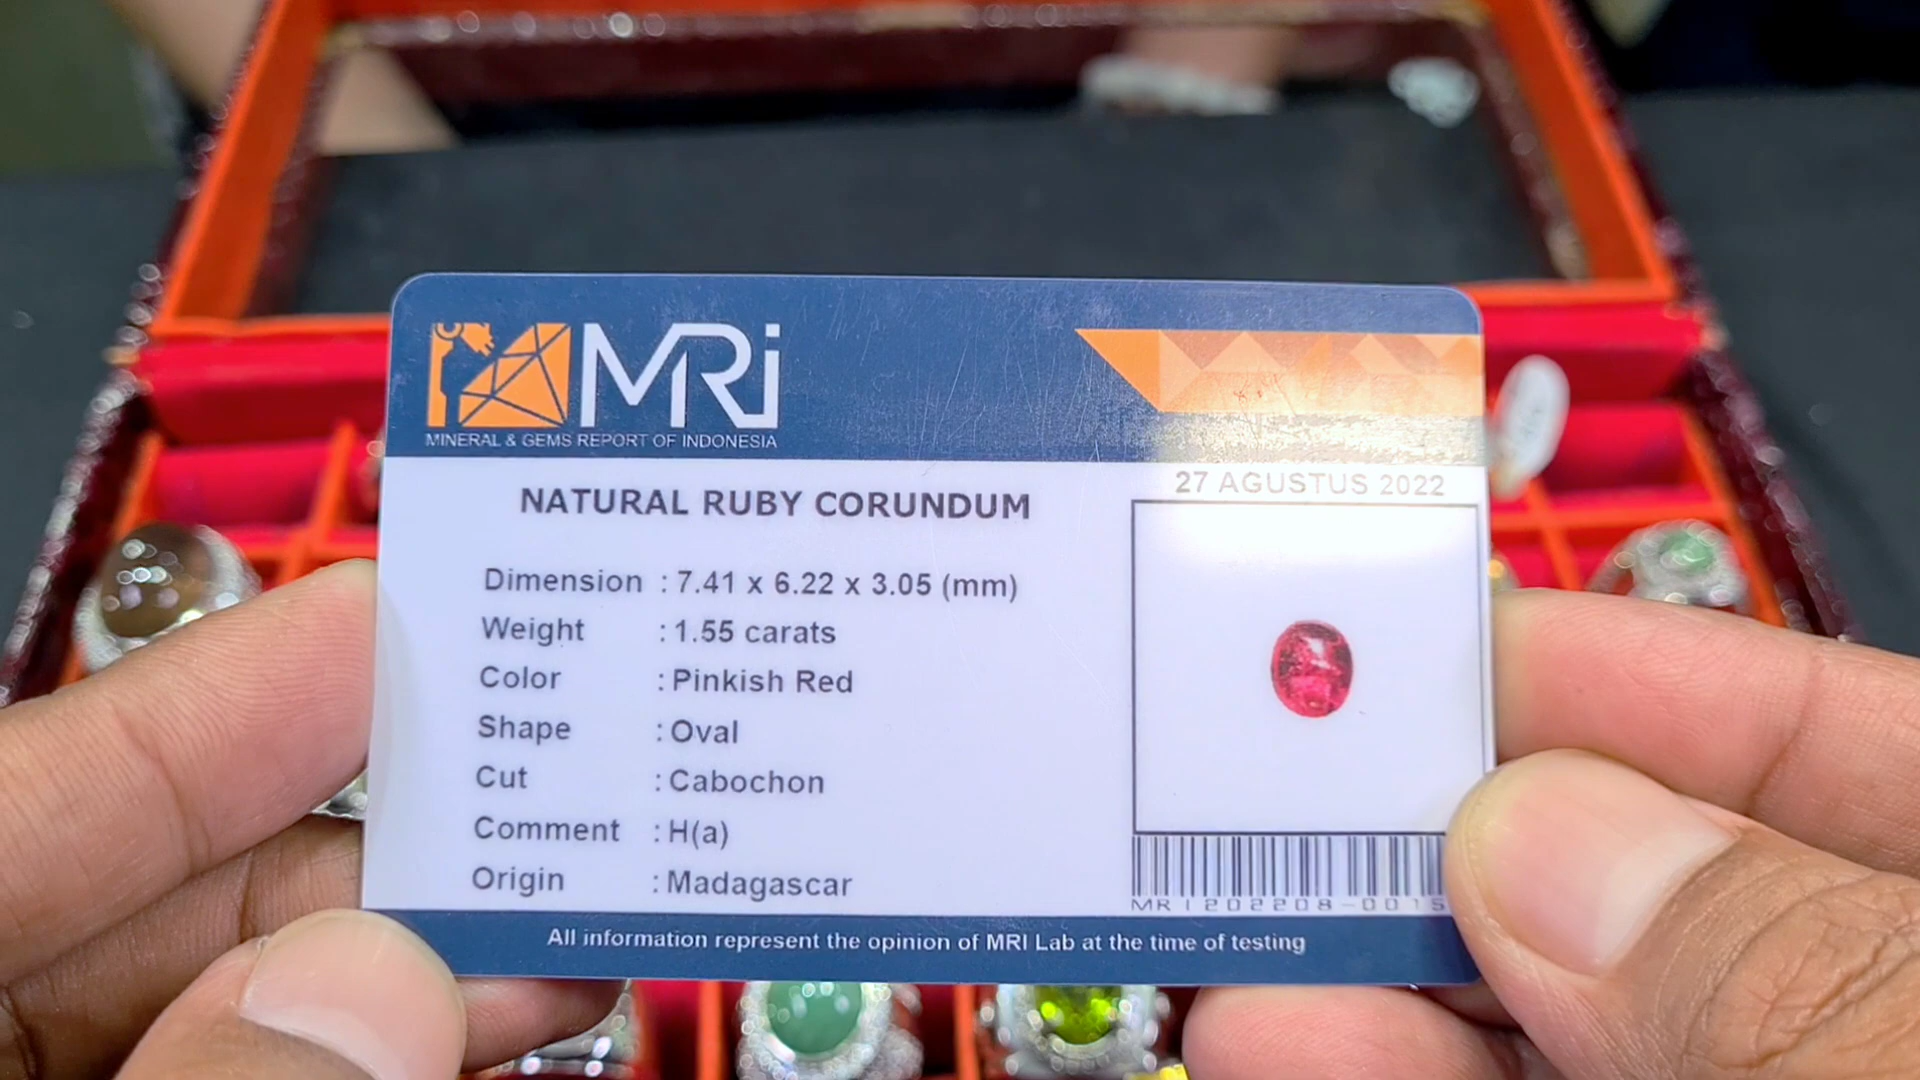 MRi
MINERAL & GEMS REPORT OF INDONESIA
27 AGUSTUS 2022
NATURAL RUBY CORUNDUM
Dimension : 7.41 x 6.22 x 3.05 (mm)
Weight : 1.55 carats
Color : Pinkish Red
Shape : Oval
Cut : Cabochon
Comment : H(a)
Origin : Madagascar
MRI202208-0015
All information represent the opinion of MRI Lab at the time of testing